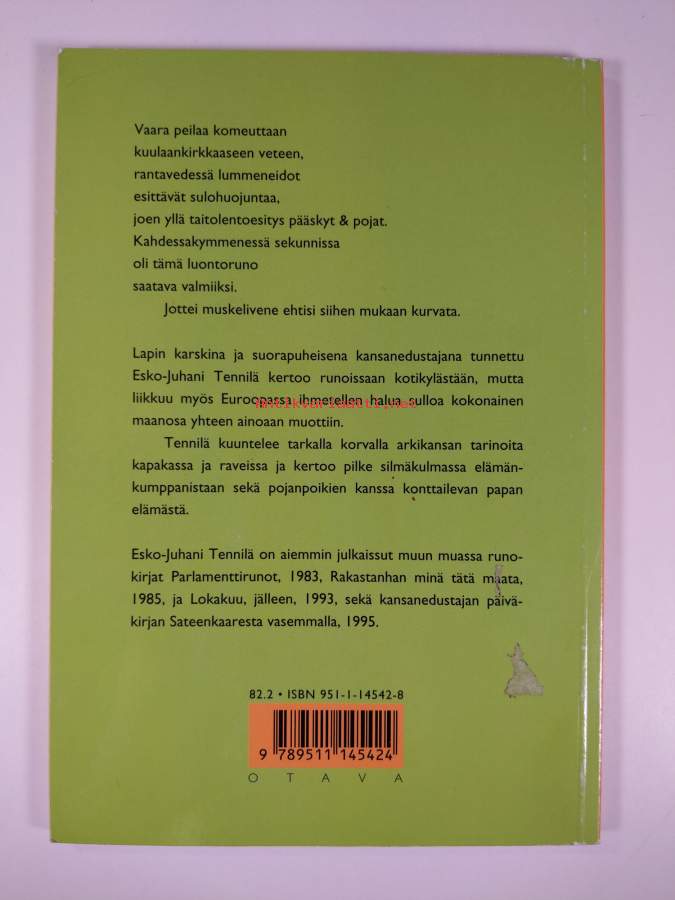 Vaara peilaa komeuttaan
kuulaankirkkaaseen veteen,
rantavedessä lummeneidot
esittävät sulohuojuntaa,
joen yllä taitolentoesitys pääskyt & pojat.
Kahdessakymmenessä sekunnissa
oli tämä luontoruno
saatava valmiiksi.
Jottei muskelivene ehtisi siihen mukaan kurvata.
Lapin karskina ja suorapuheisena kansanedustajana tunnettu
Esko-Juhani Tennilä kertoo runoissaan kotikylästään, mutta
liikkuu myös Euroopassa ihmetellen halua sulloa kokonainen
antikvariaatti.net
maanosa yhteen ainoaan muottiin.
Tennilä kuuntelee tarkalla korvalla arkikansan tarinoita
kapakassa ja raveissa ja kertoo pilke silmäkulmassa elämän-
kumppanistaan sekä pojanpoikien kanssa konttailevan papan
elämästä.
Esko-Juhani Tennilä on aiemmin julkaissut muun muassa runo-
kirjat Parlamenttirunot, 1983, Rakastanhan minä tätä maata,
1985, ja Lokakuu, jälleen, 1993, sekä kansanedustajan päivä-
kirjan Sateenkaaresta vasemmalla, 1995.
82.2 • ISBN 951-1-14542-8
9 789511 145424
OTAVA